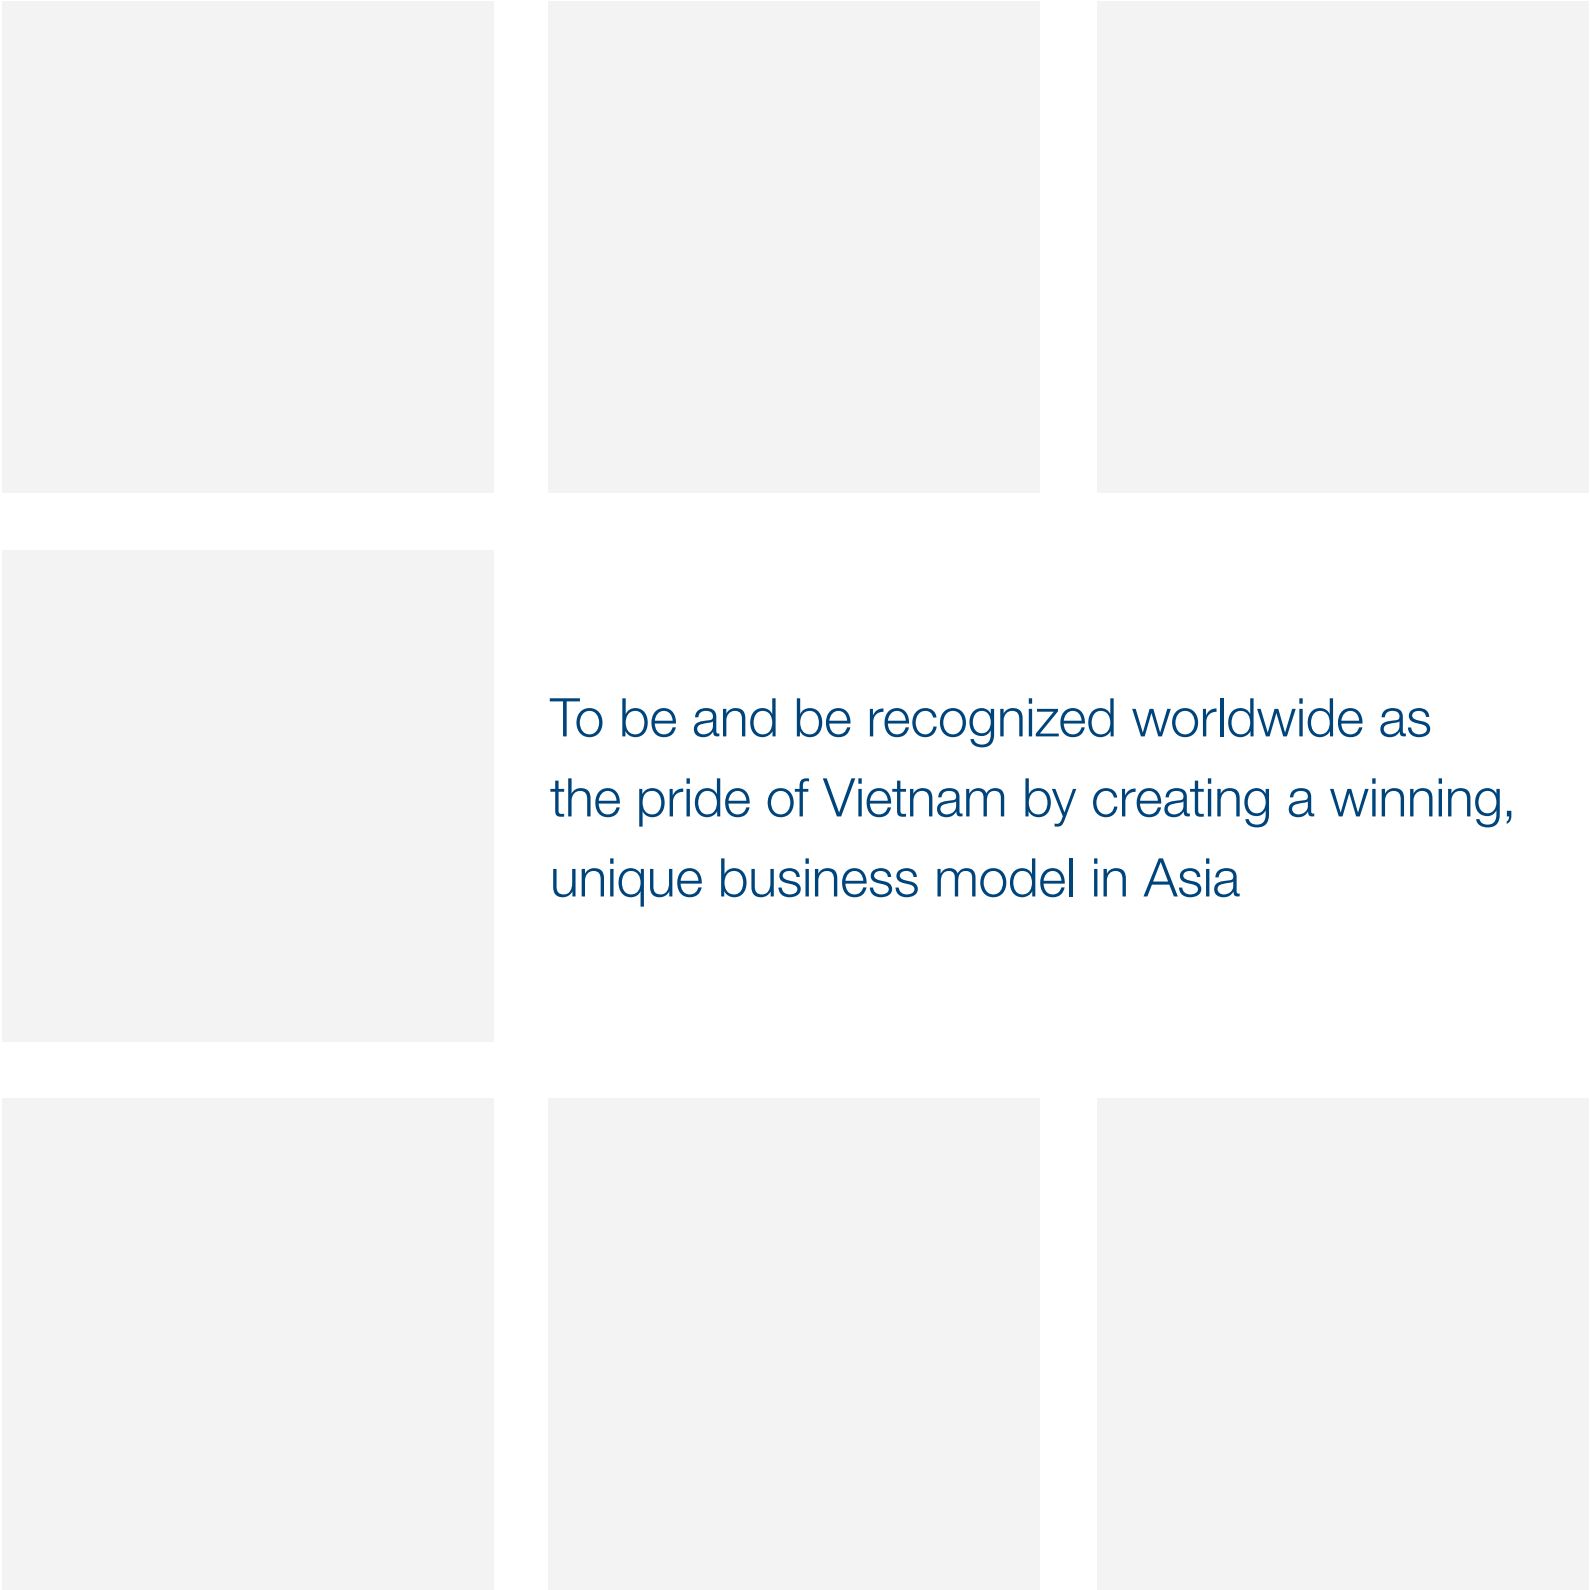 To be and be recognized worldwide as
the pride of Vietnam by creating a winning,
unique business model in Asia